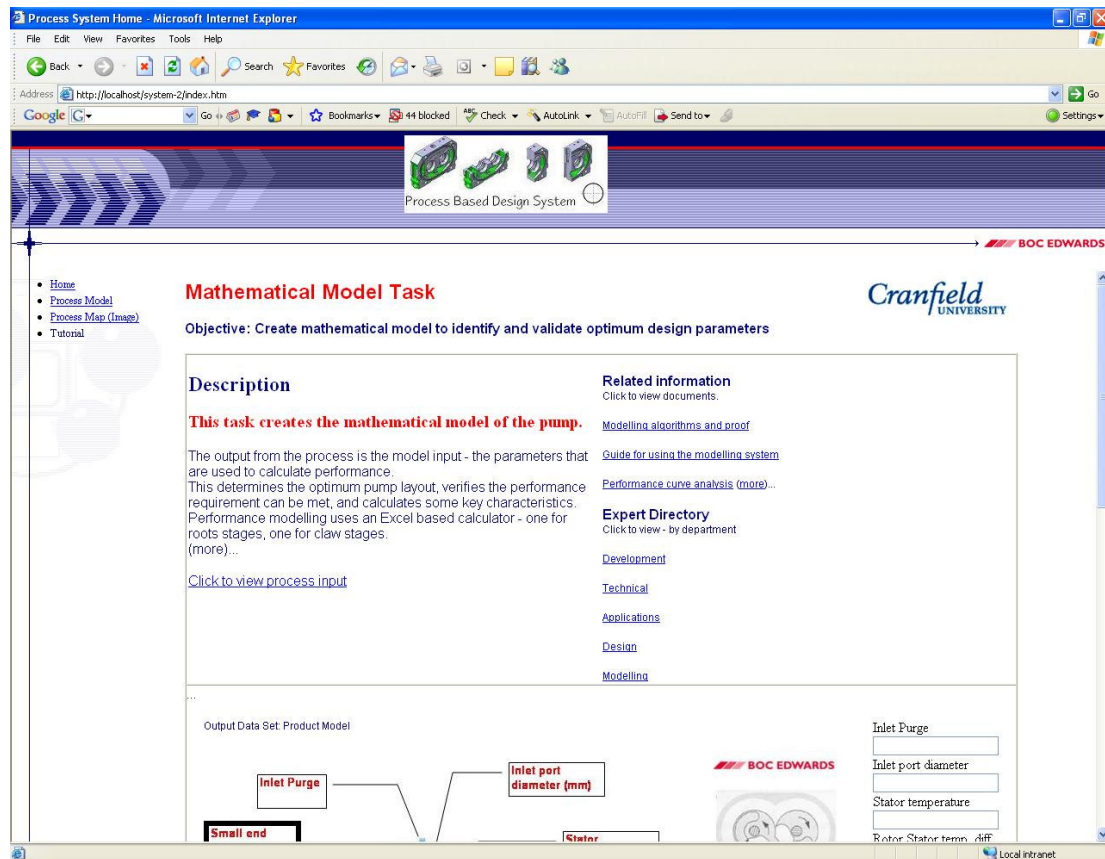 Process System Home - Microsoft Internet Explorer
File Edit View Favorites Tools Help
Back Search Favorites
Address http://localhost/system-2/index.htm Go
Google G Go Bookmarks 44 blocked ABC Check AutoLink AutoFill Send to Settings
Process Based Design System
BOC EDWARDS
Home
Process Model
Process Map (Image)
Tutorial
Mathematical Model Task
Cranfield
UNIVERSITY
Objective: Create mathematical model to identify and validate optimum design parameters
Description
This task creates the mathematical model of the pump.
The output from the process is the model input - the parameters that
are used to calculate performance.
This determines the optimum pump layout, verifies the performance
requirement can be met, and calculates some key characteristics.
Performance modelling uses an Excel based calculator - one for
roots stages, one for claw stages.
(more)...
Click to view process input
Related information
Click to view documents.
Modelling algorithms and proof
Guide for using the modelling system
Performance curve analysis (more)...
Expert Directory
Click to view - by department
Development
Technical
Applications
Design
Modelling
...
Output Data Set: Product Model
Inlet Purge
Inlet port
diameter (mm)
Small end
Stator
BOC EDWARDS
Inlet Purge
Inlet port diameter
Stator temperature
Rotor Stator temp. diff
Local intranet